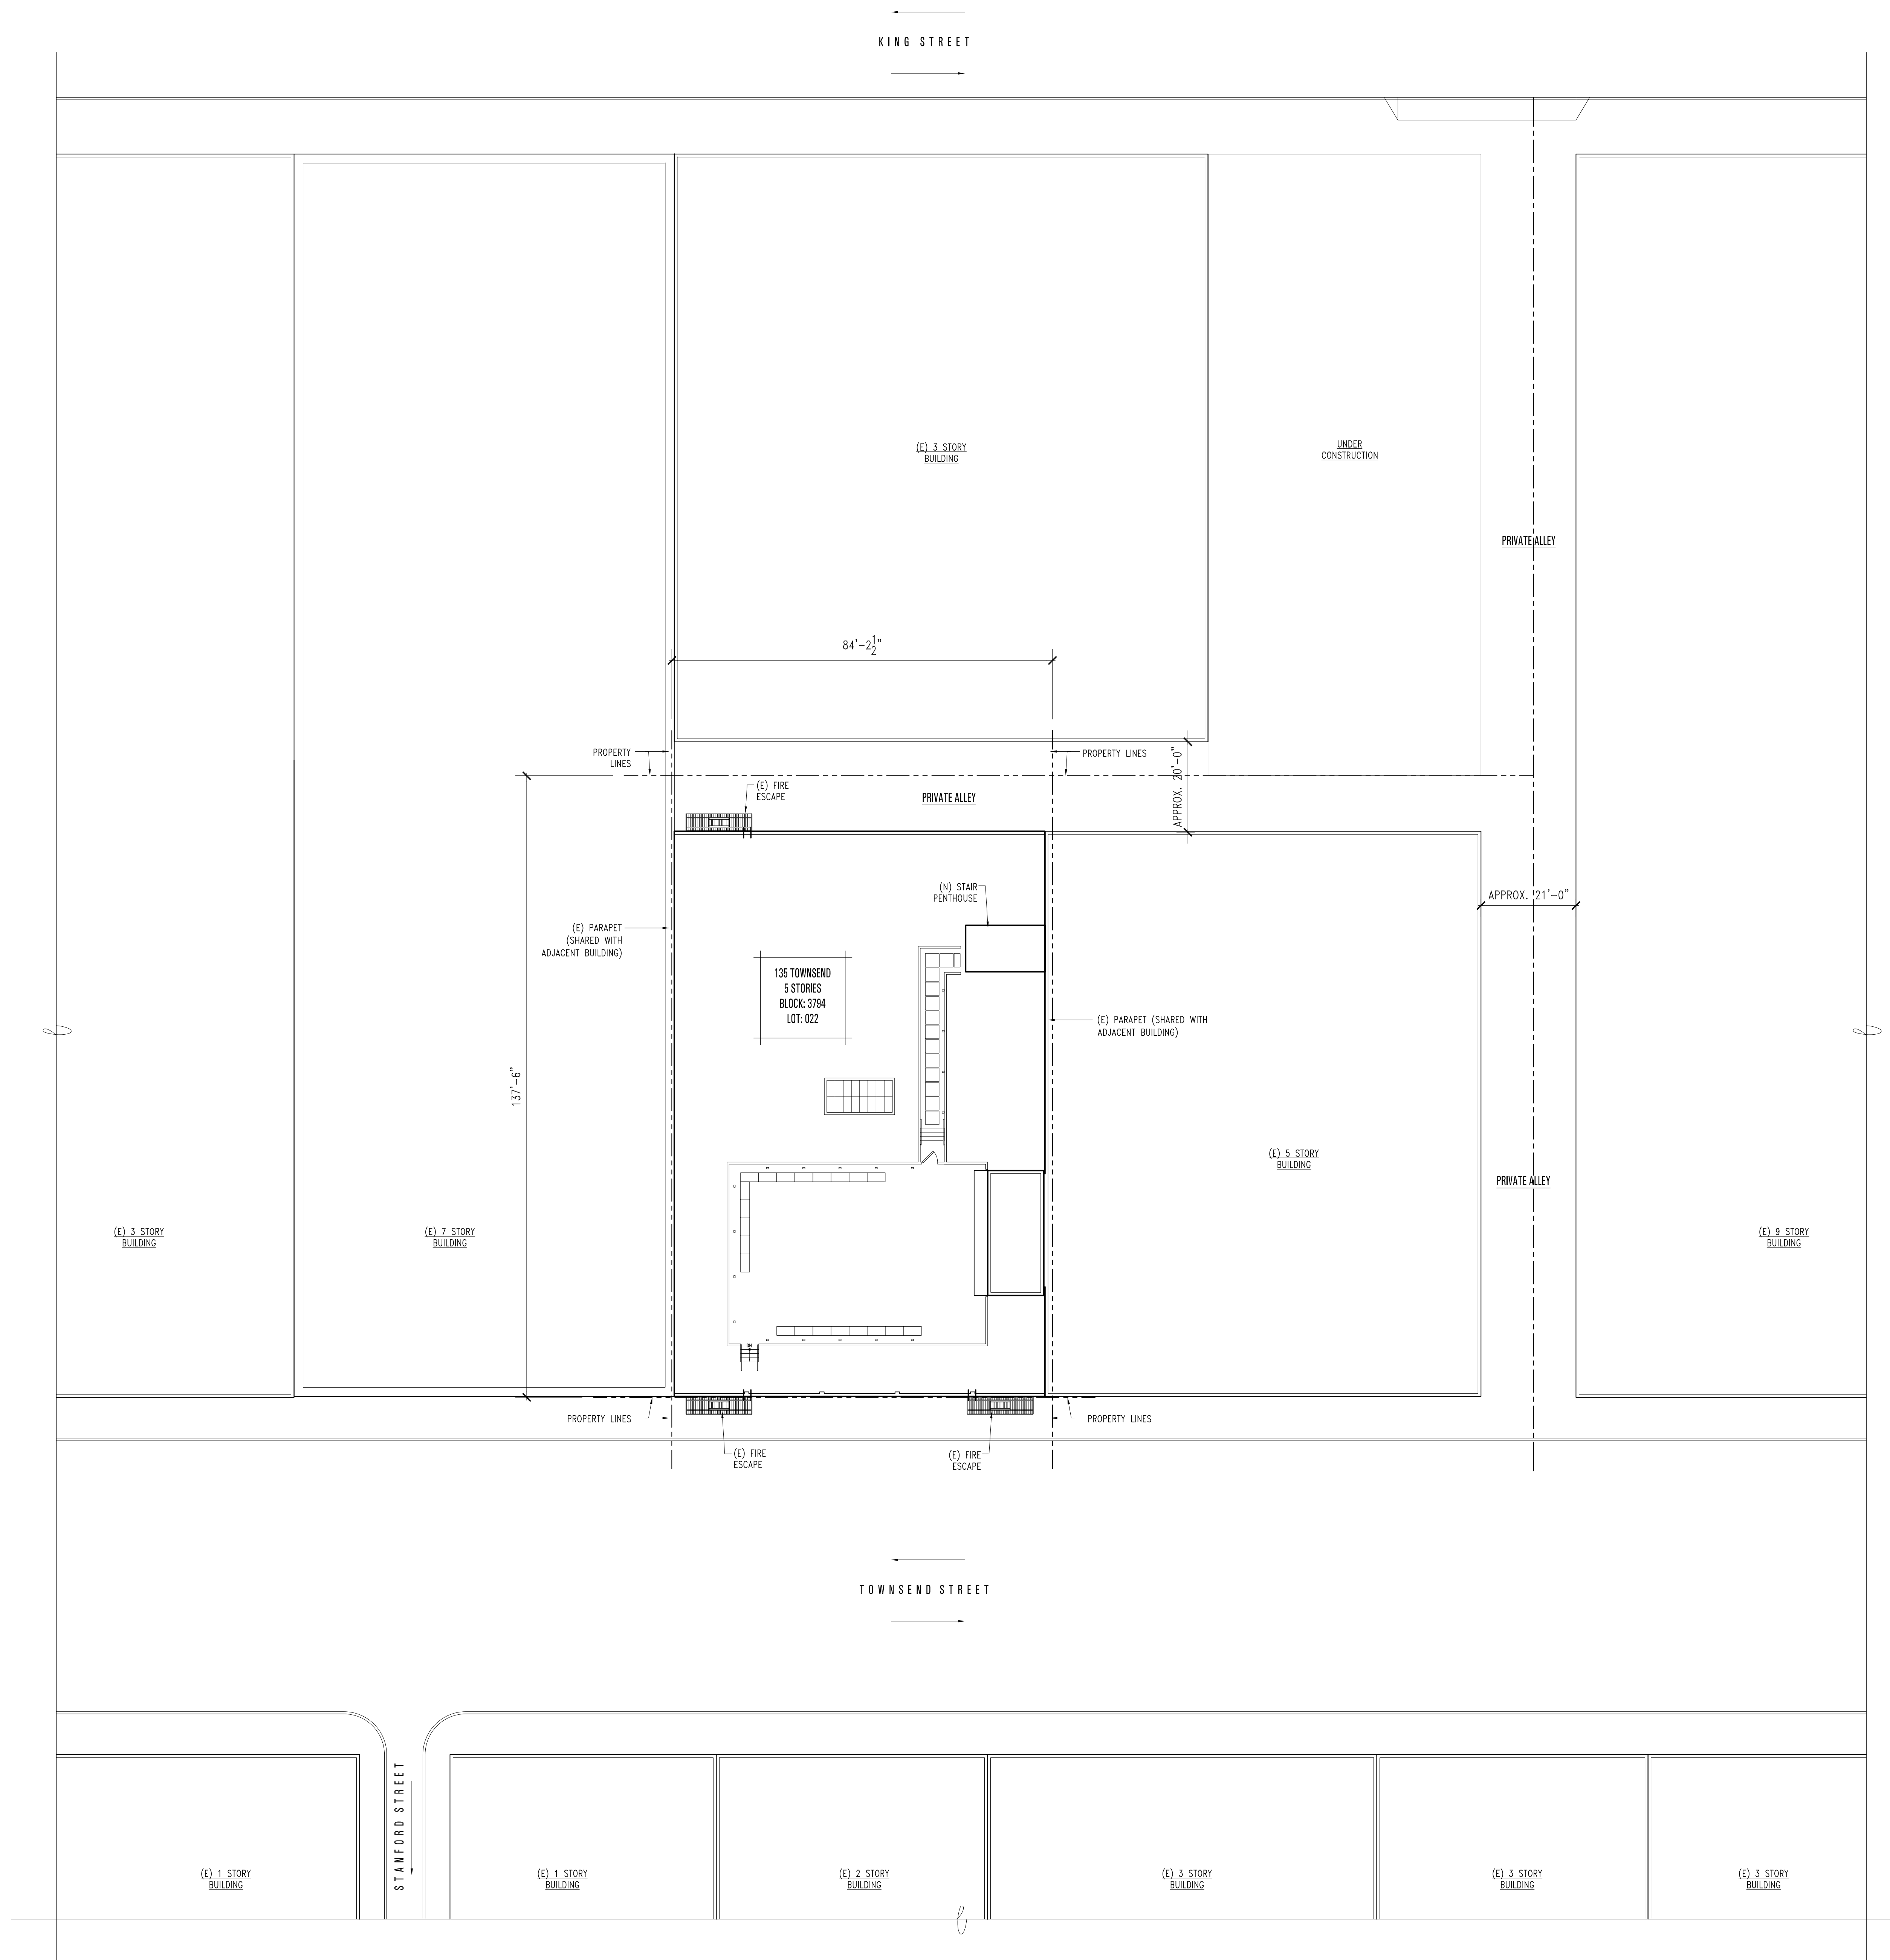 KING STREET
(E) 3 STORY
BUILDING
UNDER
CONSTRUCTION
PRIVATE ALLEY
84'-2 1/2"
PROPERTY
LINES
PROPERTY LINES
APPROX. 20'-0"
(E) FIRE
ESCAPE
PRIVATE ALLEY
(N) STAIR
PENTHOUSE
APPROX. 21'-0"
(E) PARAPET
(SHARED WITH
ADJACENT BUILDING)
135 TOWNSEND
5 STORIES
BLOCK: 3794
LOT: 022
(E) PARAPET (SHARED WITH
ADJACENT BUILDING)
137'-6"
(E) 5 STORY
BUILDING
PRIVATE ALLEY
(E) 3 STORY
BUILDING
(E) 7 STORY
BUILDING
(E) 9 STORY
BUILDING
DN
PROPERTY LINES
PROPERTY LINES
(E) FIRE
ESCAPE
(E) FIRE
ESCAPE
TOWNSEND STREET
STANFORD STREET
(E) 1 STORY
BUILDING
(E) 1 STORY
BUILDING
(E) 2 STORY
BUILDING
(E) 3 STORY
BUILDING
(E) 3 STORY
BUILDING
(E) 3 STORY
BUILDING